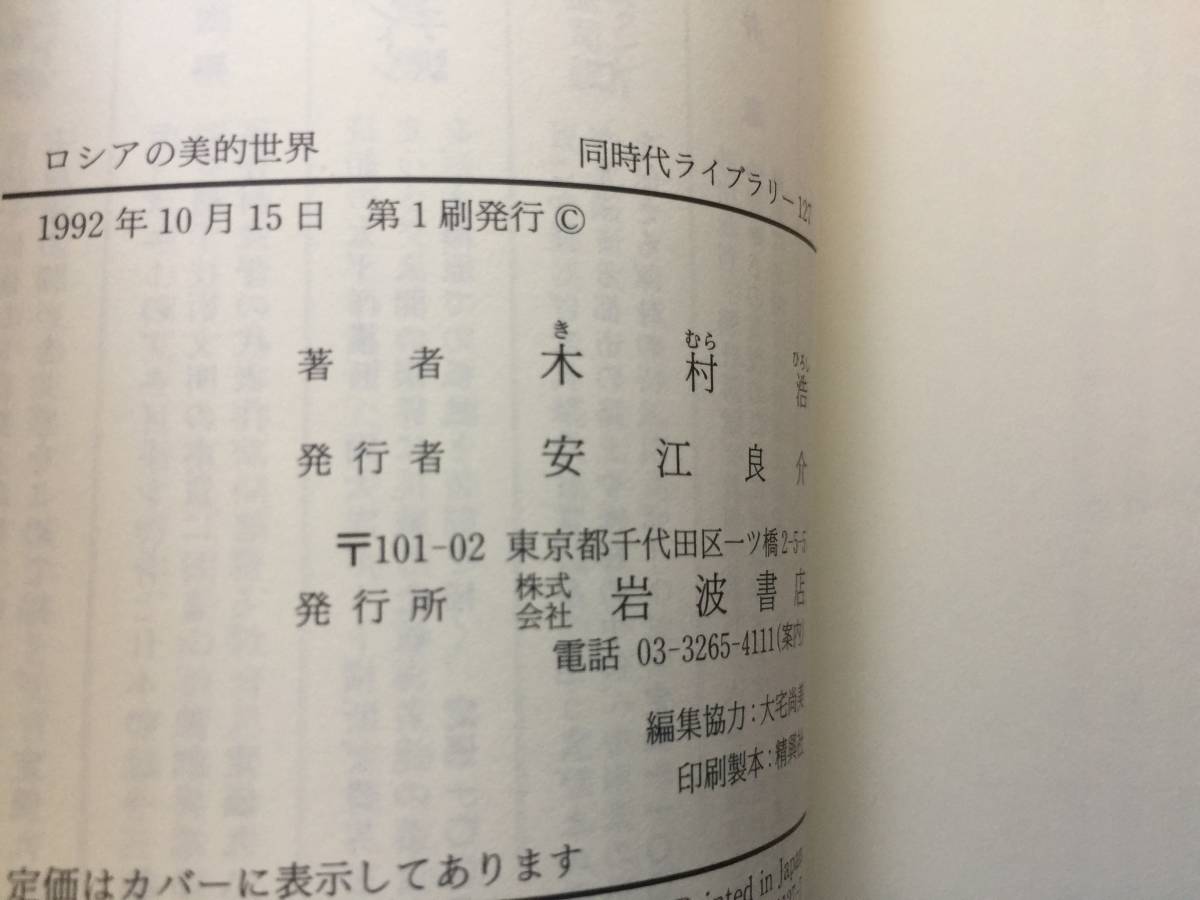 ロシアの美的世界　同時代ライブラリー 127
1992年10月15日　第1刷発行 ©
き　むら　ひろし
著者　木村浩
発行者　安江良介
〒101-02 東京都千代田区一ツ橋2-5-5
発行所　株式会社 岩波書店
電話 03-3265-4111(案内)
編集協力：大宅尚美
印刷製本：精興社
定価はカバーに表示してあります
Printed in Japan